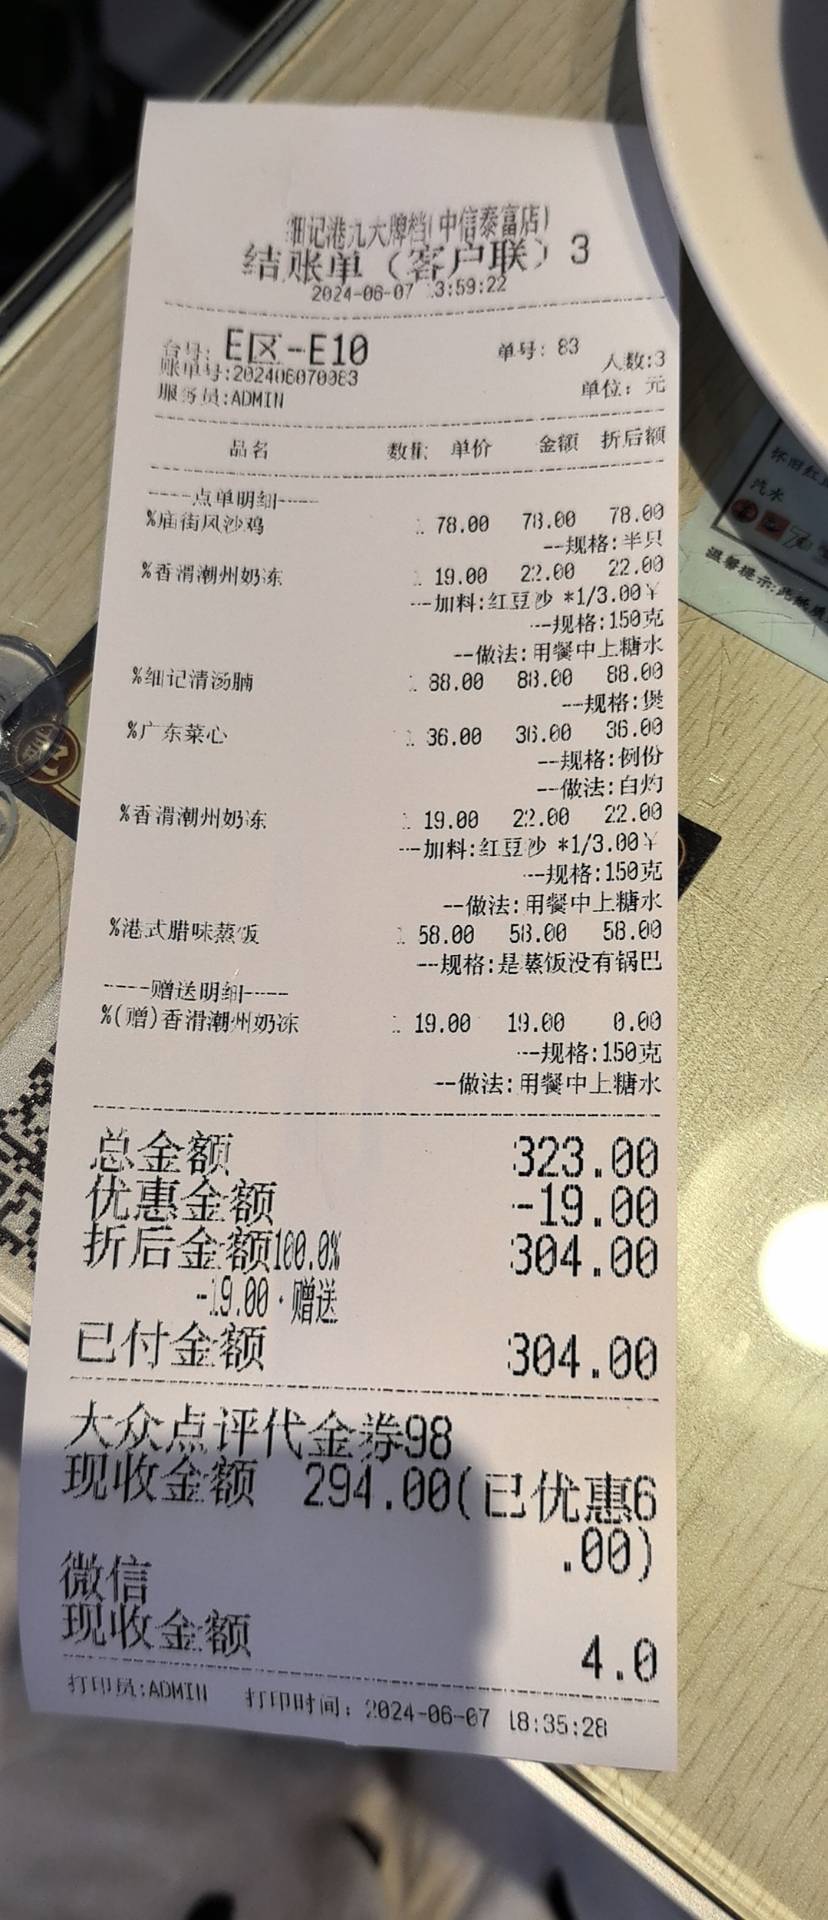 细记港九大牌档(中信泰富店)
结账单（客户联）3
2024-06-07 3:59:22
台号: E区-E10 单号: 83 人数:3
账单号:202406070083
服务员:ADMIN 单位: 元
品名 数量 单价 金额 折后额
----点单明细----
%庙街风沙鸡 1 78.00 78.00 78.00
--规格:半只
%香滑潮州奶冻 1 19.00 22.00 22.00
--加料:红豆沙 *1/3.00¥
--规格:150克
--做法:用餐中上糖水
%细记清汤腩 1 88.00 88.00 88.00
--规格:煲
%广东菜心 1 36.00 36.00 36.00
--规格:例份
--做法:白灼
%香滑潮州奶冻 1 19.00 22.00 22.00
--加料:红豆沙 *1/3.00¥
--规格:150克
--做法:用餐中上糖水
%港式腊味蒸饭 1 58.00 58.00 58.00
--规格:是蒸饭没有锅巴
----赠送明细----
%(赠)香滑潮州奶冻 1 19.00 19.00 0.00
--规格:150克
--做法:用餐中上糖水
总金额 323.00
优惠金额 -19.00
折后金额100.0% 304.00
-19.00·赠送
已付金额 304.00
大众点评代金券98
现收金额 294.00(已优惠6
.00)
微信
现收金额 4.0
打印员:ADMIN 打印时间: 2024-06-07 18:35:28
汽水
温馨提示:此纸